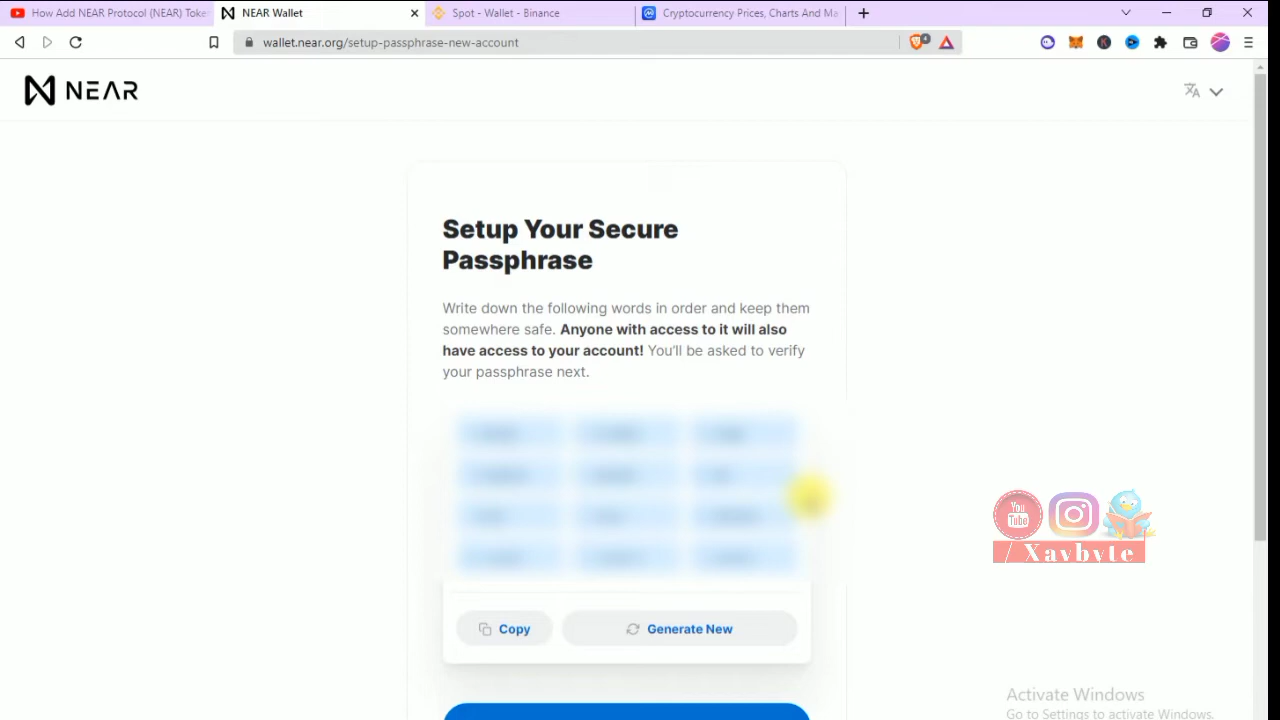 How Add NEAR Protocol (NEAR) Toke
NEAR Wallet
Spot - Wallet - Binance
Cryptocurrency Prices, Charts And Ma
wallet.near.org/setup-passphrase-new-account
4
NEAR
Setup Your Secure
Passphrase
Write down the following words in order and keep them
somewhere safe. Anyone with access to it will also
have access to your account! You'll be asked to verify
your passphrase next.
Copy
Generate New
You
Tube
/ Xavbyte
Activate Windows
Go to Settings to activate Windows.